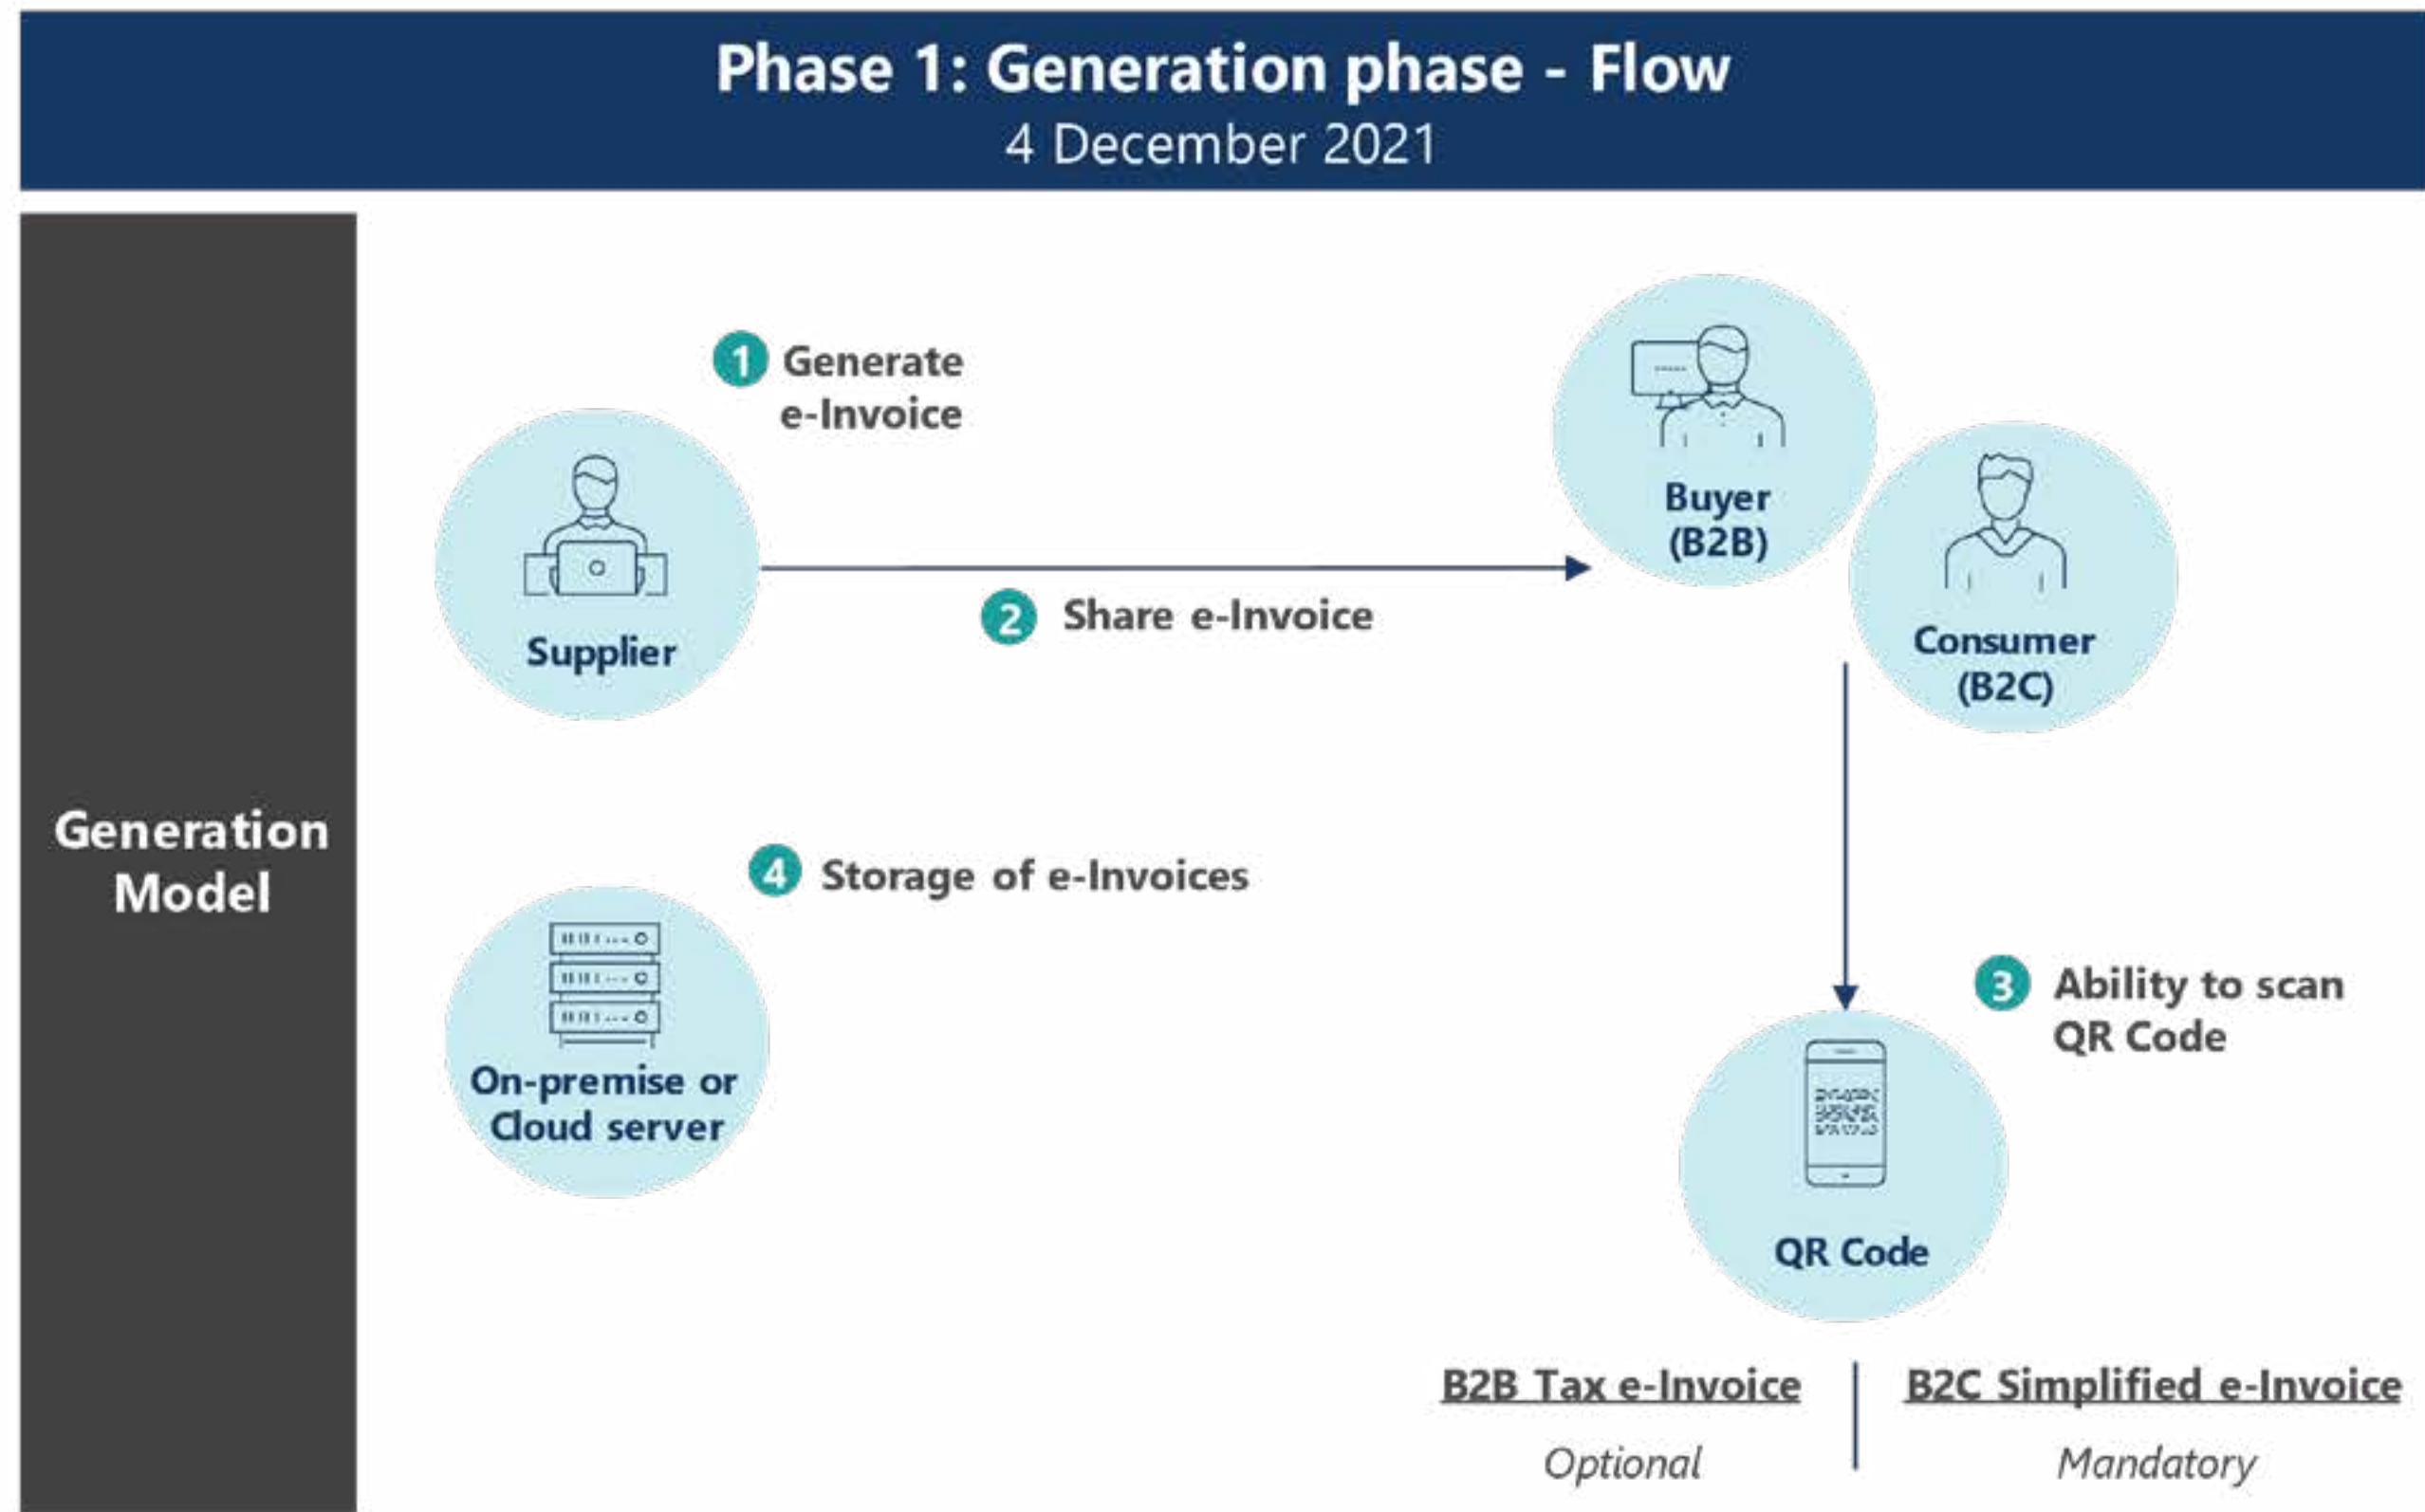 Phase 1: Generation phase - Flow
4 December 2021
Generation
Model
1 Generate
e-Invoice
Supplier
2 Share e-Invoice
Buyer
(B2B)
Consumer
(B2C)
3 Ability to scan
QR Code
QR Code
4 Storage of e-Invoices
On-premise or
Cloud server
B2B Tax e-Invoice
Optional
B2C Simplified e-Invoice
Mandatory